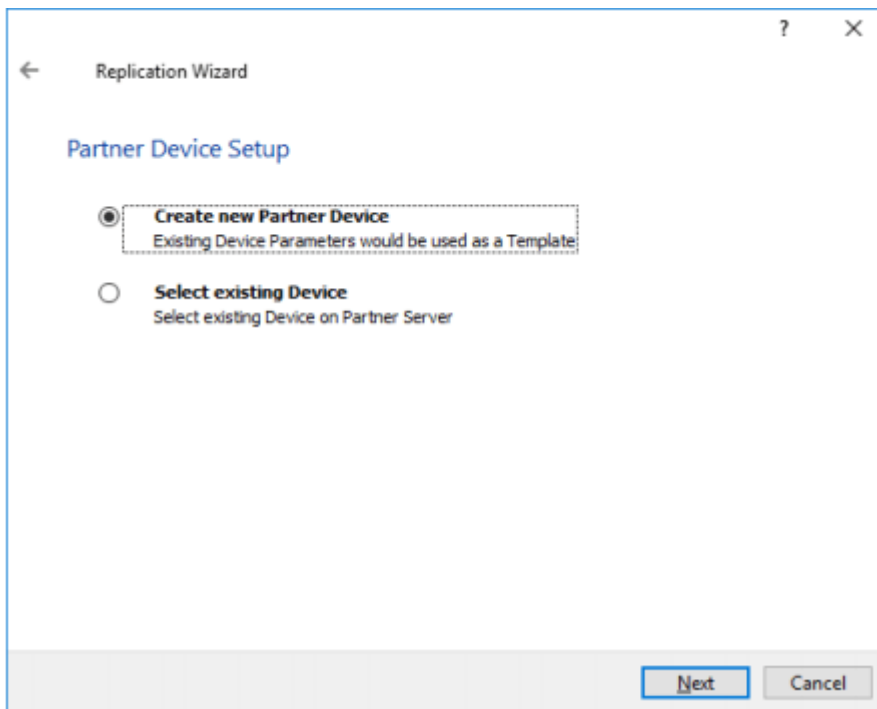 ?
Replication Wizard
Partner Device Setup
Create new Partner Device
Existing Device Parameters would be used as a Template
Select existing Device
Select existing Device on Partner Server
Next Cancel